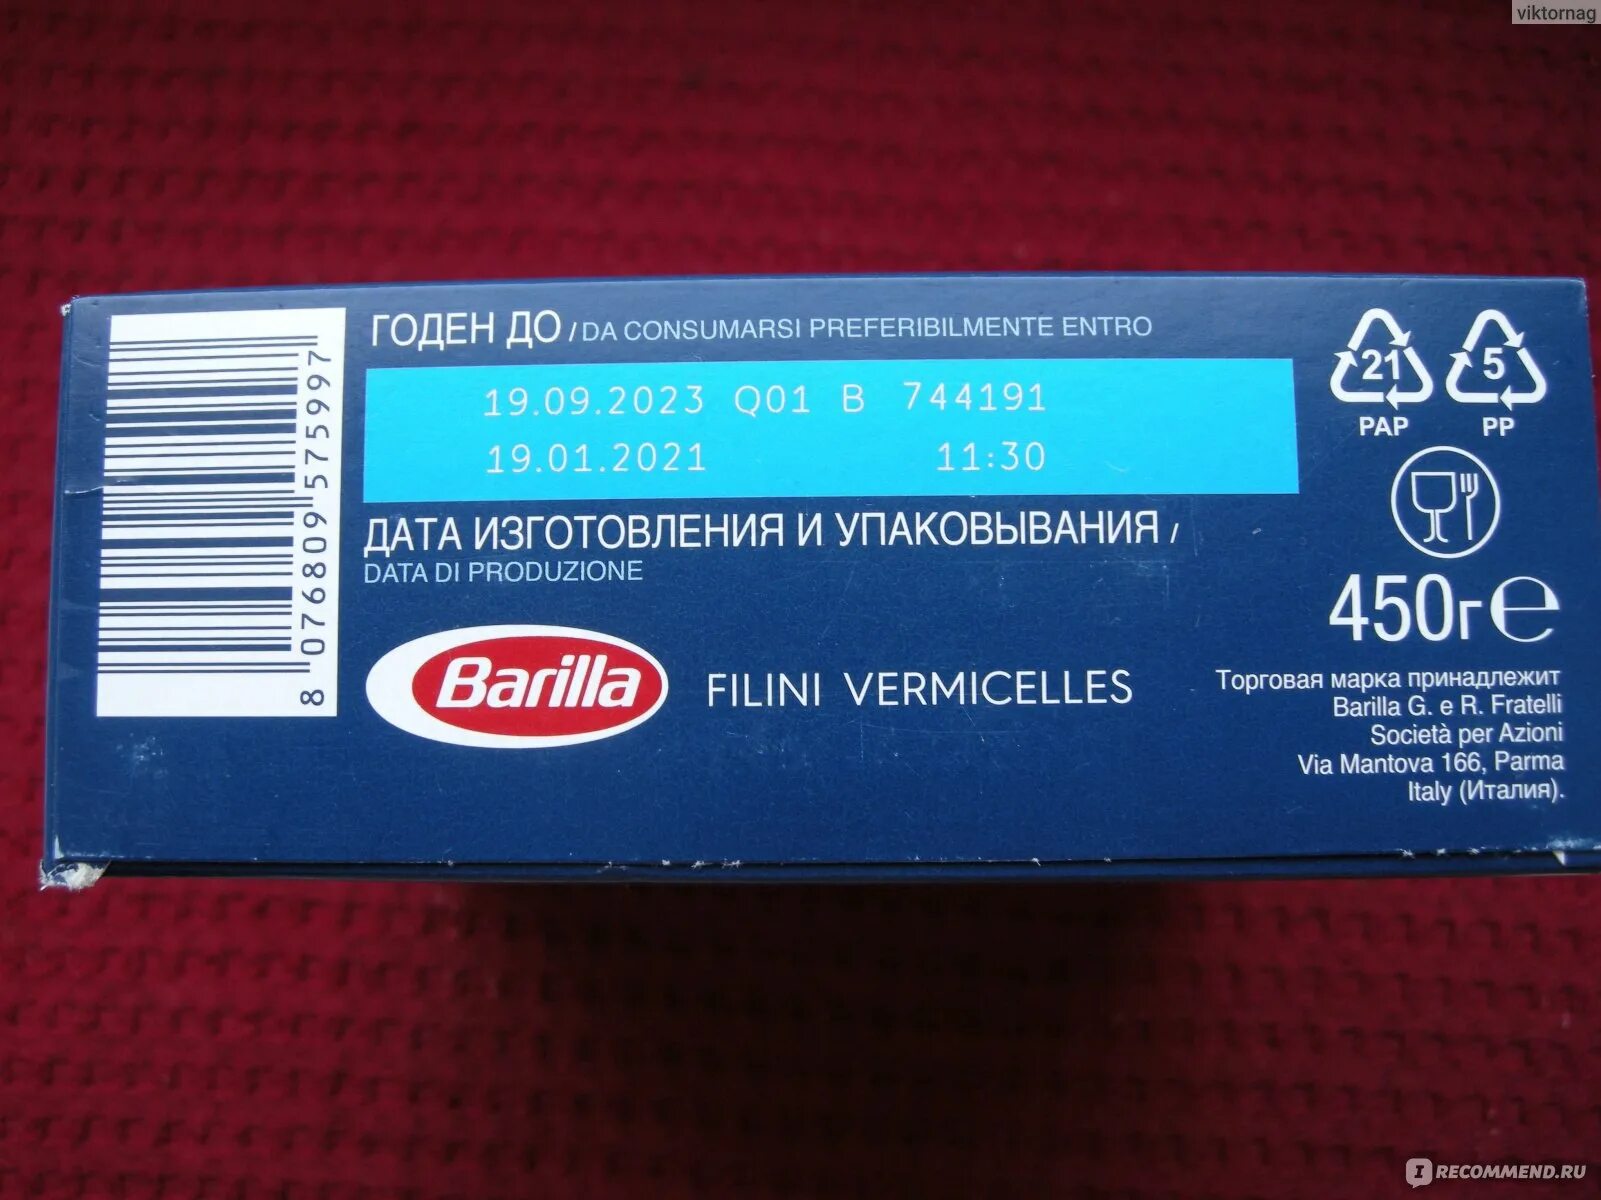 viktornag
ГОДЕН ДО / DA CONSUMARSI PREFERIBILMENTE ENTRO
19.09.2023 Q01 B 744191
19.01.2021 11:30
ДАТА ИЗГОТОВЛЕНИЯ И УПАКОВЫВАНИЯ /
DATA DI PRODUZIONE
8 076809 575997
Barilla
FILINI VERMICELLES
21
PAP
5
PP
450г℮
Торговая марка принадлежит
Barilla G. e R. Fratelli
Società per Azioni
Via Mantova 166, Parma
Italy (Италия).
IRECOMMEND.RU